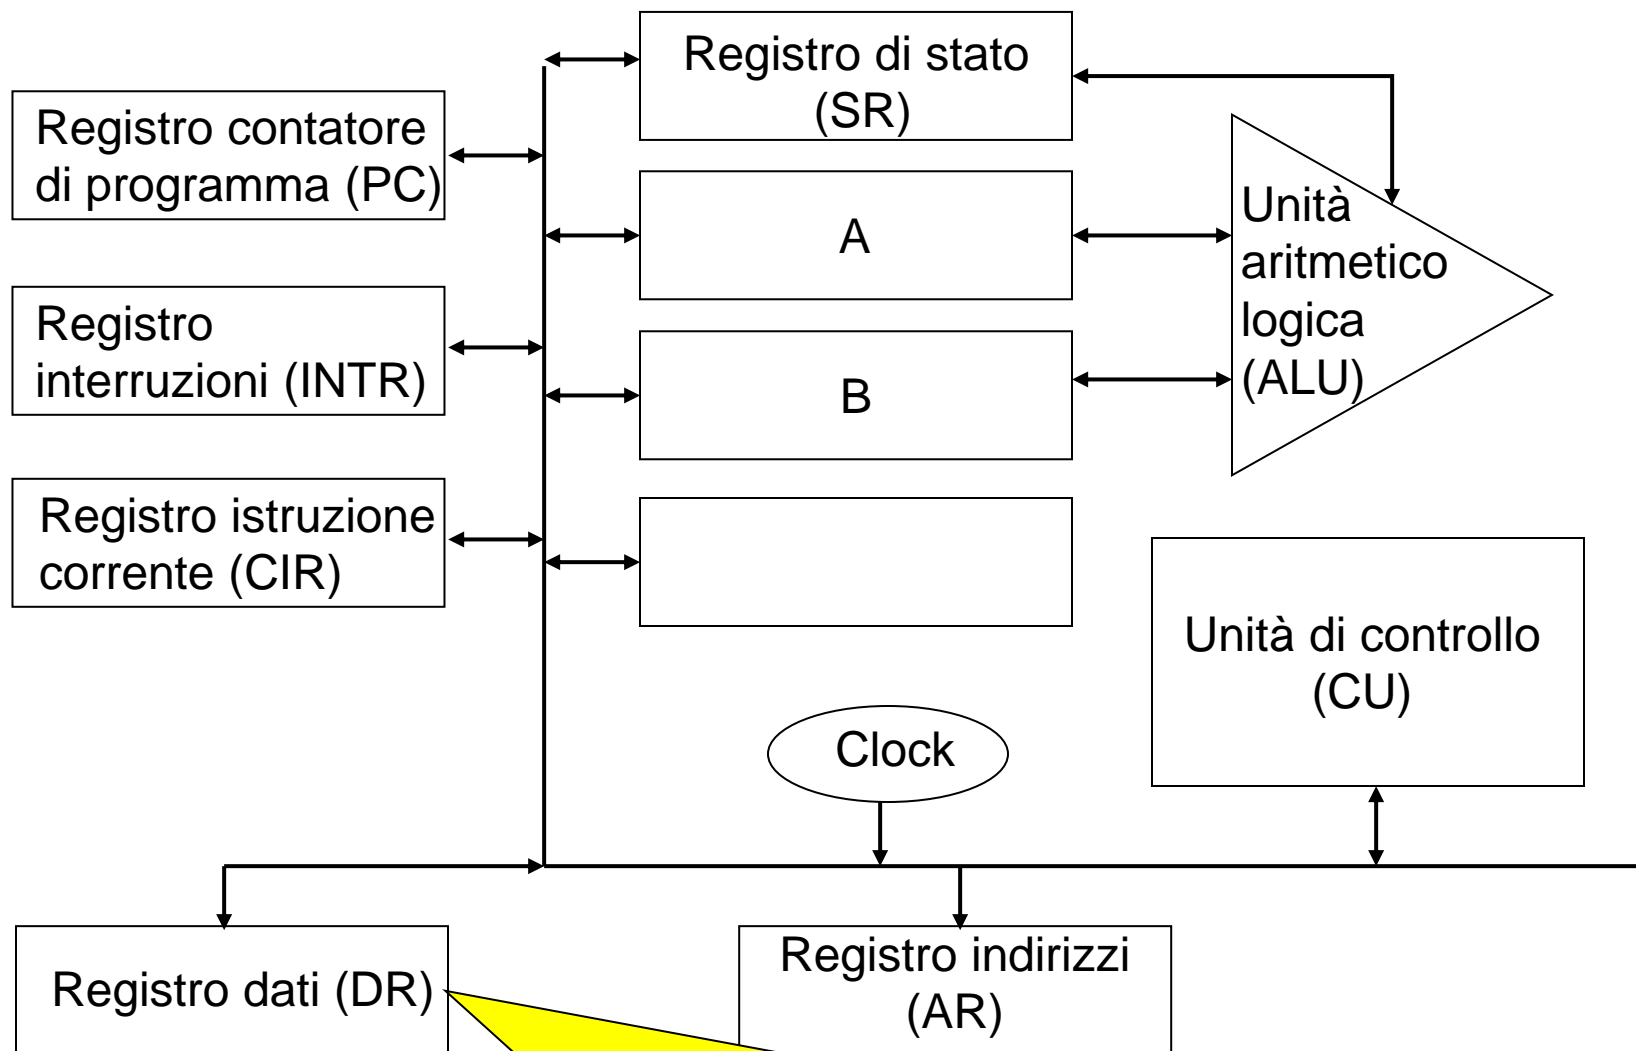 Registro di stato
(SR)
Registro contatore
di programma (PC)
A
Unità
aritmetico
logica
(ALU)
Registro
interruzioni (INTR)
B
Registro istruzione
corrente (CIR)
Unità di controllo
(CU)
Clock
Registro dati (DR)
Registro indirizzi
(AR)